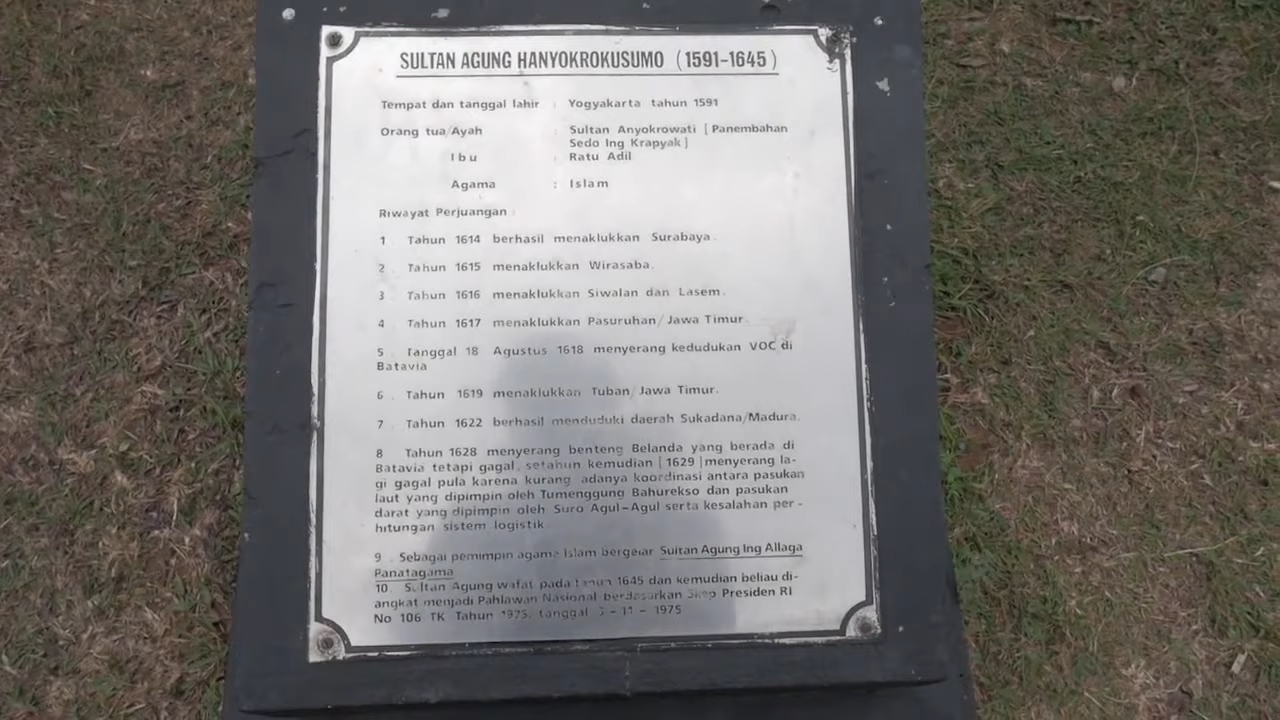 SULTAN AGUNG HANYOKROKUSUMO (1591-1645)
Tempat dan tanggal lahir : Yogyakarta tahun 1591
Orang tua/Ayah : Sultan Anyokrowati [ Panembahan
Sedo Ing Krapyak ]
Ibu : Ratu Adil
Agama : Islam
Riwayat Perjuangan :
1 . Tahun 1614 berhasil menaklukkan Surabaya.
2 . Tahun 1615 menaklukkan Wirasaba.
3 . Tahun 1616 menaklukkan Siwalan dan Lasem.
4 . Tahun 1617 menaklukkan Pasuruhan/Jawa Timur.
5 . Tanggal 18 Agustus 1618 menyerang kedudukan VOC di
Batavia
6 . Tahun 1619 menaklukkan Tuban/Jawa Timur.
7 . Tahun 1622 berhasil menduduki daerah Sukadana/Madura.
8 . Tahun 1628 menyerang benteng Belanda yang berada di
Batavia tetapi gagal, setahun kemudian [ 1629 ] menyerang la-
gi gagal pula karena kurang adanya koordinasi antara pasukan
laut yang dipimpin oleh Tumenggung Bahurekso dan pasukan
darat yang dipimpin oleh Suro Agul-Agul serta kesalahan per-
hitungan sistem logistik.
9 . Sebagai pemimpin agama Islam bergelar Sultan Agung Ing Allaga
Panatagama
10. Sultan Agung wafat pada tahun 1645 dan kemudian beliau di-
angkat menjadi Pahlawan Nasional berdasarkan Skep Presiden RI
No 106 TK Tahun 1975, tanggal - 11 - 1975